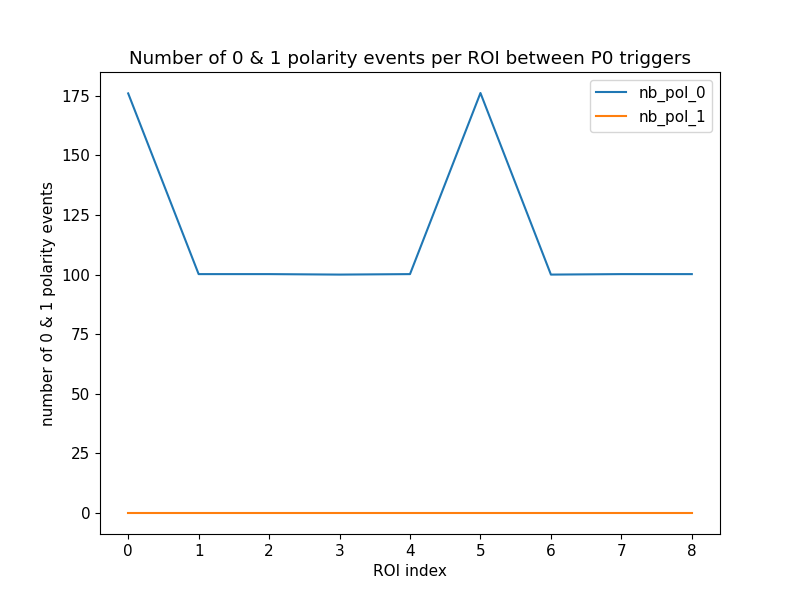 Number of 0 & 1 polarity events per ROI between P0 triggers
nb_pol_0
nb_pol_1
number of 0 & 1 polarity events
175
150
125
100
75
50
25
0
0 1 2 3 4 5 6 7 8
ROI index